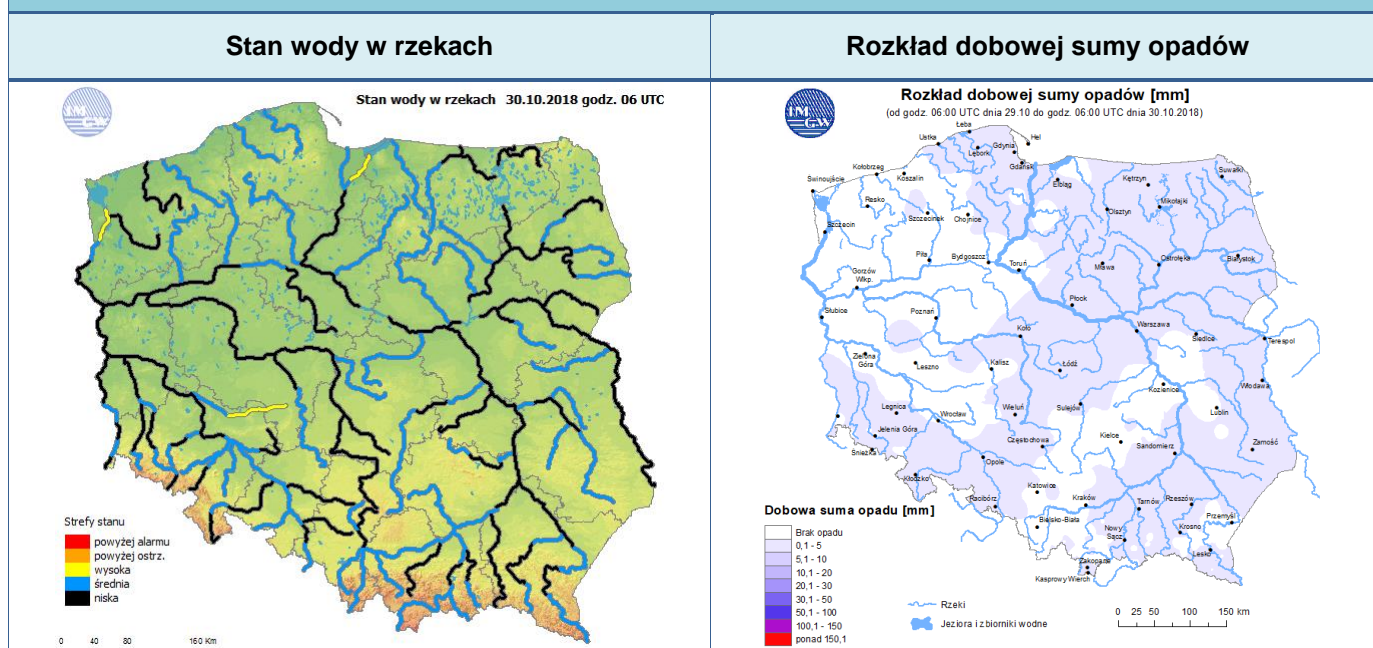 Stan wody w rzekach
Rozkład dobowej sumy opadów
Stan wody w rzekach 30.10.2018 godz. 06 UTC
IM
GW
Strefy stanu
powyżej alarmu
powyżej ostrz.
wysoka
średnia
niska
0 40 80 160 Km
Rozkład dobowej sumy opadów [mm]
(od godz. 06:00 UTC dnia 29.10 do godz. 06:00 UTC dnia 30.10.2018)
IM
GW
Łeba
Ustka
Hel
Lębork
Gdynia
Gdańsk
Kołobrzeg
Koszalin
Świnoujście
Resko
Elbląg
Kętrzyn
Suwałki
Szczecin
Szczecinek
Chojnice
Olsztyn
Mikołajki
Piła
Bydgoszcz
Toruń
Mława
Ostrołęka
Białystok
Gorzów
Wlkp.
Płock
Słubice
Poznań
Koło
Warszawa
Siedlce
Terespol
Zielona
Góra
Leszno
Kalisz
Łódź
Kozienice
Włodawa
Legnica
Wrocław
Wieluń
Sulejów
Lublin
Jelenia Góra
Częstochowa
Kielce
Sandomierz
Zamość
Śnieżka
Opole
Kłodzko
Katowice
Racibórz
Kraków
Tarnów
Rzeszów
Przemyśl
Bielsko-Biała
Nowy
Sącz
Krosno
Lesko
Zakopane
Kasprowy Wierch
Dobowa suma opadu [mm]
Brak opadu
0,1 - 5
5,1 - 10
10,1 - 20
20,1 - 30
30,1 - 50
50,1 - 100
100,1 - 150
ponad 150,1
Rzeki
Jeziora i zbiorniki wodne
0 25 50 100 150 km